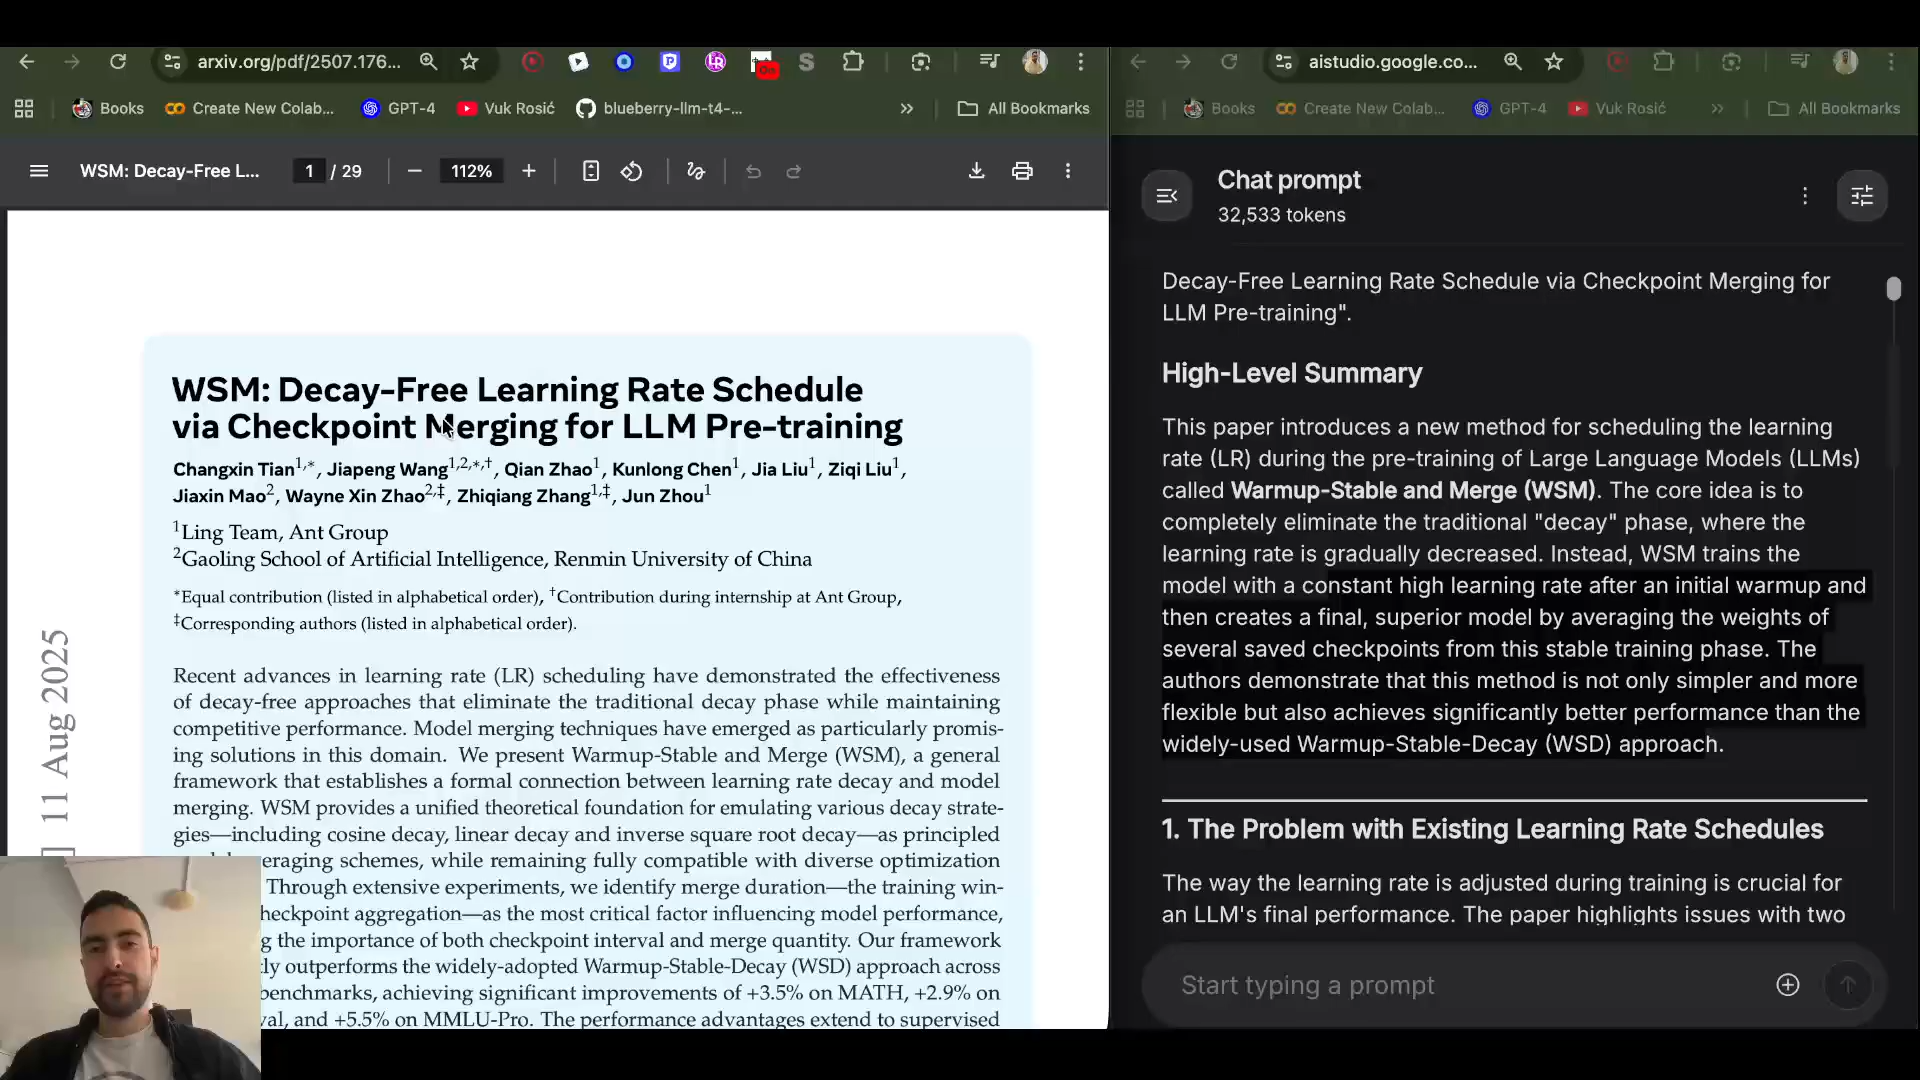 arxiv.org/pdf/2507.176...
Books
Create New Colab...
GPT-4
Vuk Rosić
blueberry-llm-t4-...
»
All Bookmarks
WSM: Decay-Free L...
1 / 29
112%
11 Aug 2025
WSM: Decay-Free Learning Rate Schedule
via Checkpoint Merging for LLM Pre-training
Changxin Tian1,*, Jiapeng Wang1,2,*,†, Qian Zhao1, Kunlong Chen1, Jia Liu1, Ziqi Liu1,
Jiaxin Mao2, Wayne Xin Zhao2,‡, Zhiqiang Zhang1,‡, Jun Zhou1
1Ling Team, Ant Group
2Gaoling School of Artificial Intelligence, Renmin University of China
*Equal contribution (listed in alphabetical order), †Contribution during internship at Ant Group,
‡Corresponding authors (listed in alphabetical order).
Recent advances in learning rate (LR) scheduling have demonstrated the effectiveness
of decay-free approaches that eliminate the traditional decay phase while maintaining
competitive performance. Model merging techniques have emerged as particularly promis-
ing solutions in this domain. We present Warmup-Stable and Merge (WSM), a general
framework that establishes a formal connection between learning rate decay and model
merging. WSM provides a unified theoretical foundation for emulating various decay strate-
gies—including cosine decay, linear decay and inverse square root decay—as principled
eraging schemes, while remaining fully compatible with diverse optimization
Through extensive experiments, we identify merge duration—the training win-
heckpoint aggregation—as the most critical factor influencing model performance,
g the importance of both checkpoint interval and merge quantity. Our framework
tly outperforms the widely-adopted Warmup-Stable-Decay (WSD) approach across
benchmarks, achieving significant improvements of +3.5% on MATH, +2.9% on
val, and +5.5% on MMLU-Pro. The performance advantages extend to supervised
aistudio.google.co...
Books
Create New Colab...
GPT-4
Vuk Rosić
»
All Bookmarks
Chat prompt
32,533 tokens
Decay-Free Learning Rate Schedule via Checkpoint Merging for
LLM Pre-training".
High-Level Summary
This paper introduces a new method for scheduling the learning
rate (LR) during the pre-training of Large Language Models (LLMs)
called Warmup-Stable and Merge (WSM). The core idea is to
completely eliminate the traditional "decay" phase, where the
learning rate is gradually decreased. Instead, WSM trains the
model with a constant high learning rate after an initial warmup and
then creates a final, superior model by averaging the weights of
several saved checkpoints from this stable training phase. The
authors demonstrate that this method is not only simpler and more
flexible but also achieves significantly better performance than the
widely-used Warmup-Stable-Decay (WSD) approach.
1. The Problem with Existing Learning Rate Schedules
The way the learning rate is adjusted during training is crucial for
an LLM's final performance. The paper highlights issues with two
Start typing a prompt